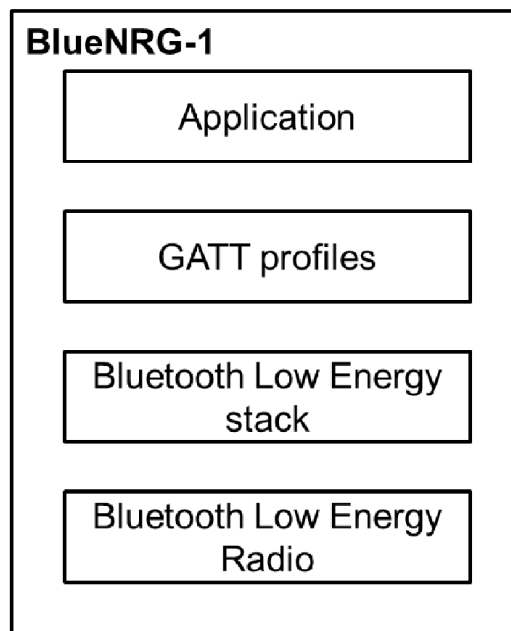 BlueNRG-1
Application
GATT profiles
Bluetooth Low Energy
stack
Bluetooth Low Energy
Radio